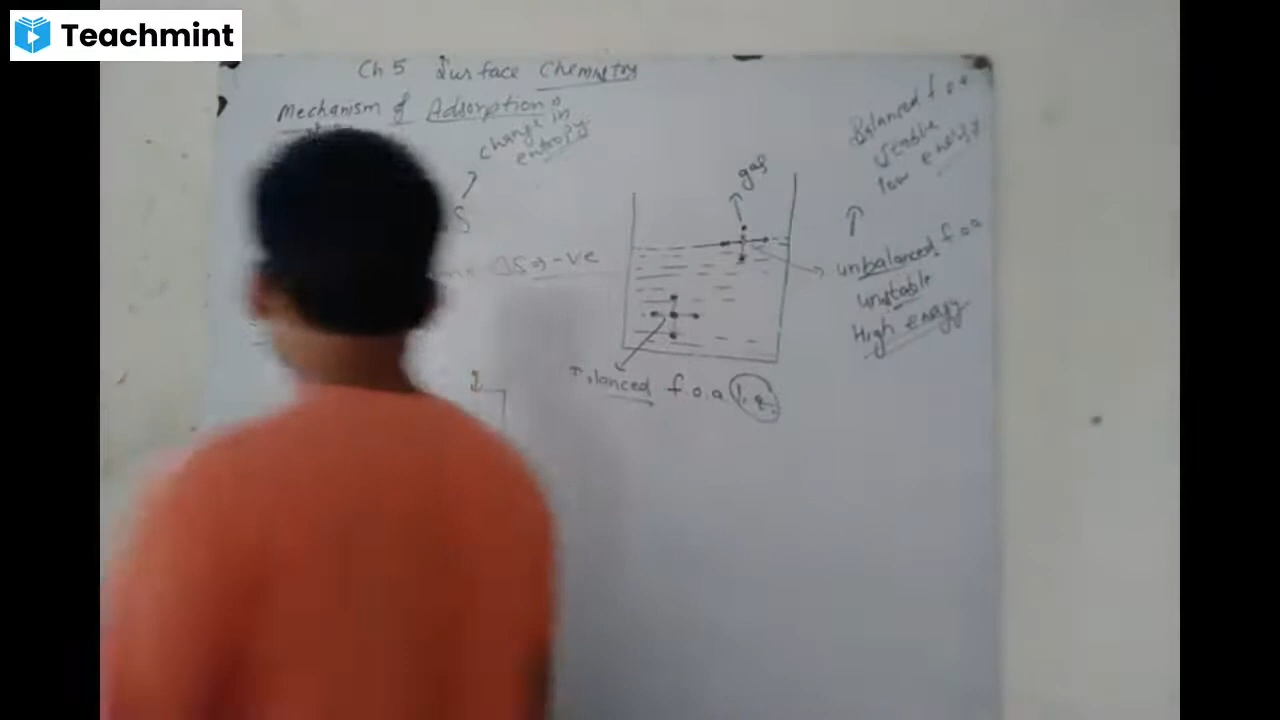 Teachmint
Ch 5 Surface Chemistry
Mechanism of Adsorption
change in
entropy
S
ΔS ⇒ -ve
gas
Balanced f.o.a
stable
low energy
unbalanced f.o.a
unstable
High energy
lanced f.o.a